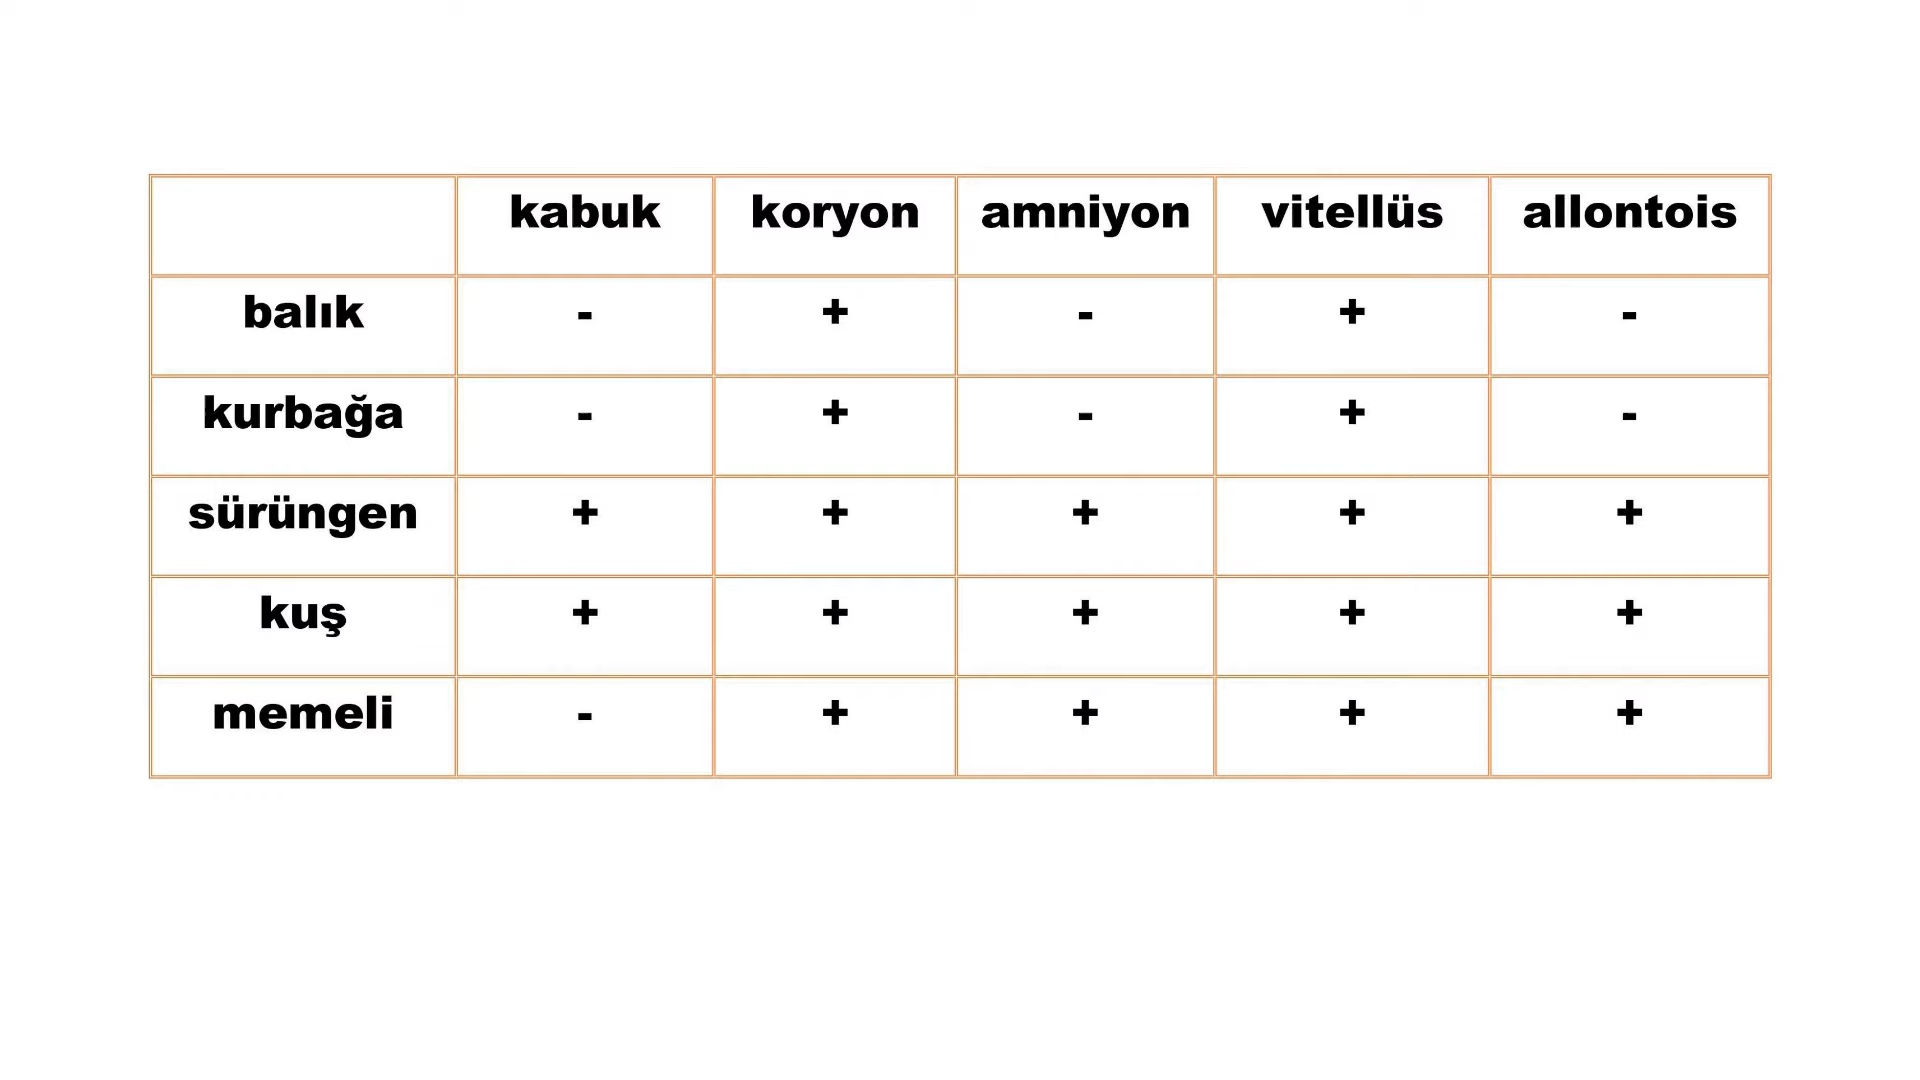 kabuk koryon amniyon vitellüs allontois
balık - + - + -
kurbağa - + - + -
sürüngen + + + + +
kuş + + + + +
memeli - + + + +